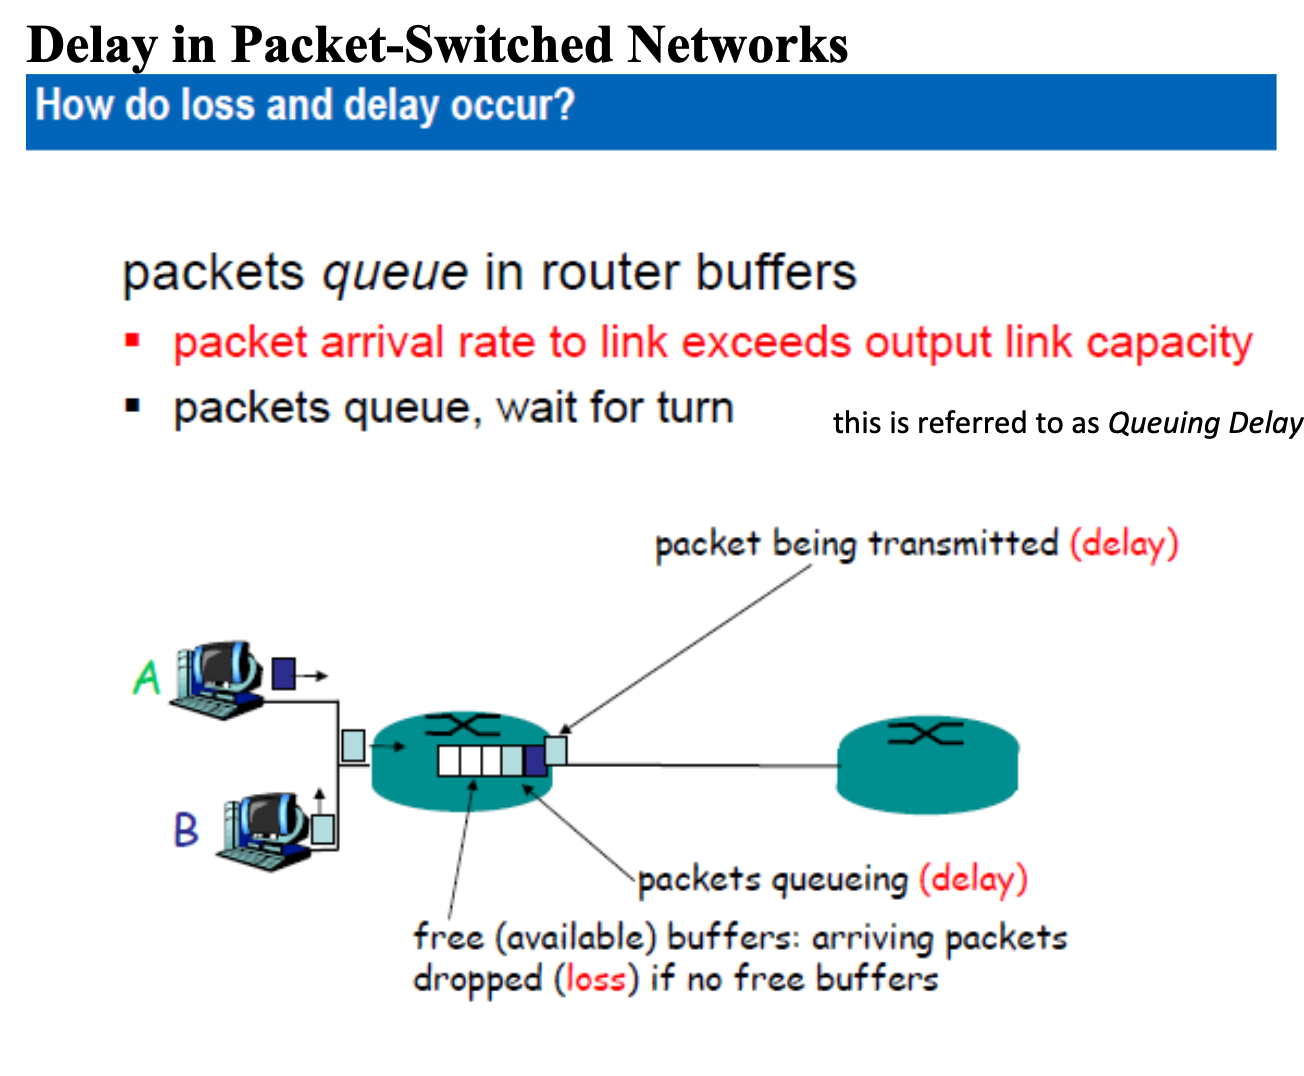 Delay in Packet-Switched Networks
How do loss and delay occur?
packets queue in router buffers
▪ packet arrival rate to link exceeds output link capacity
▪ packets queue, wait for turn
this is referred to as Queuing Delay
packet being transmitted (delay)
A
B
packets queueing (delay)
free (available) buffers: arriving packets
dropped (loss) if no free buffers